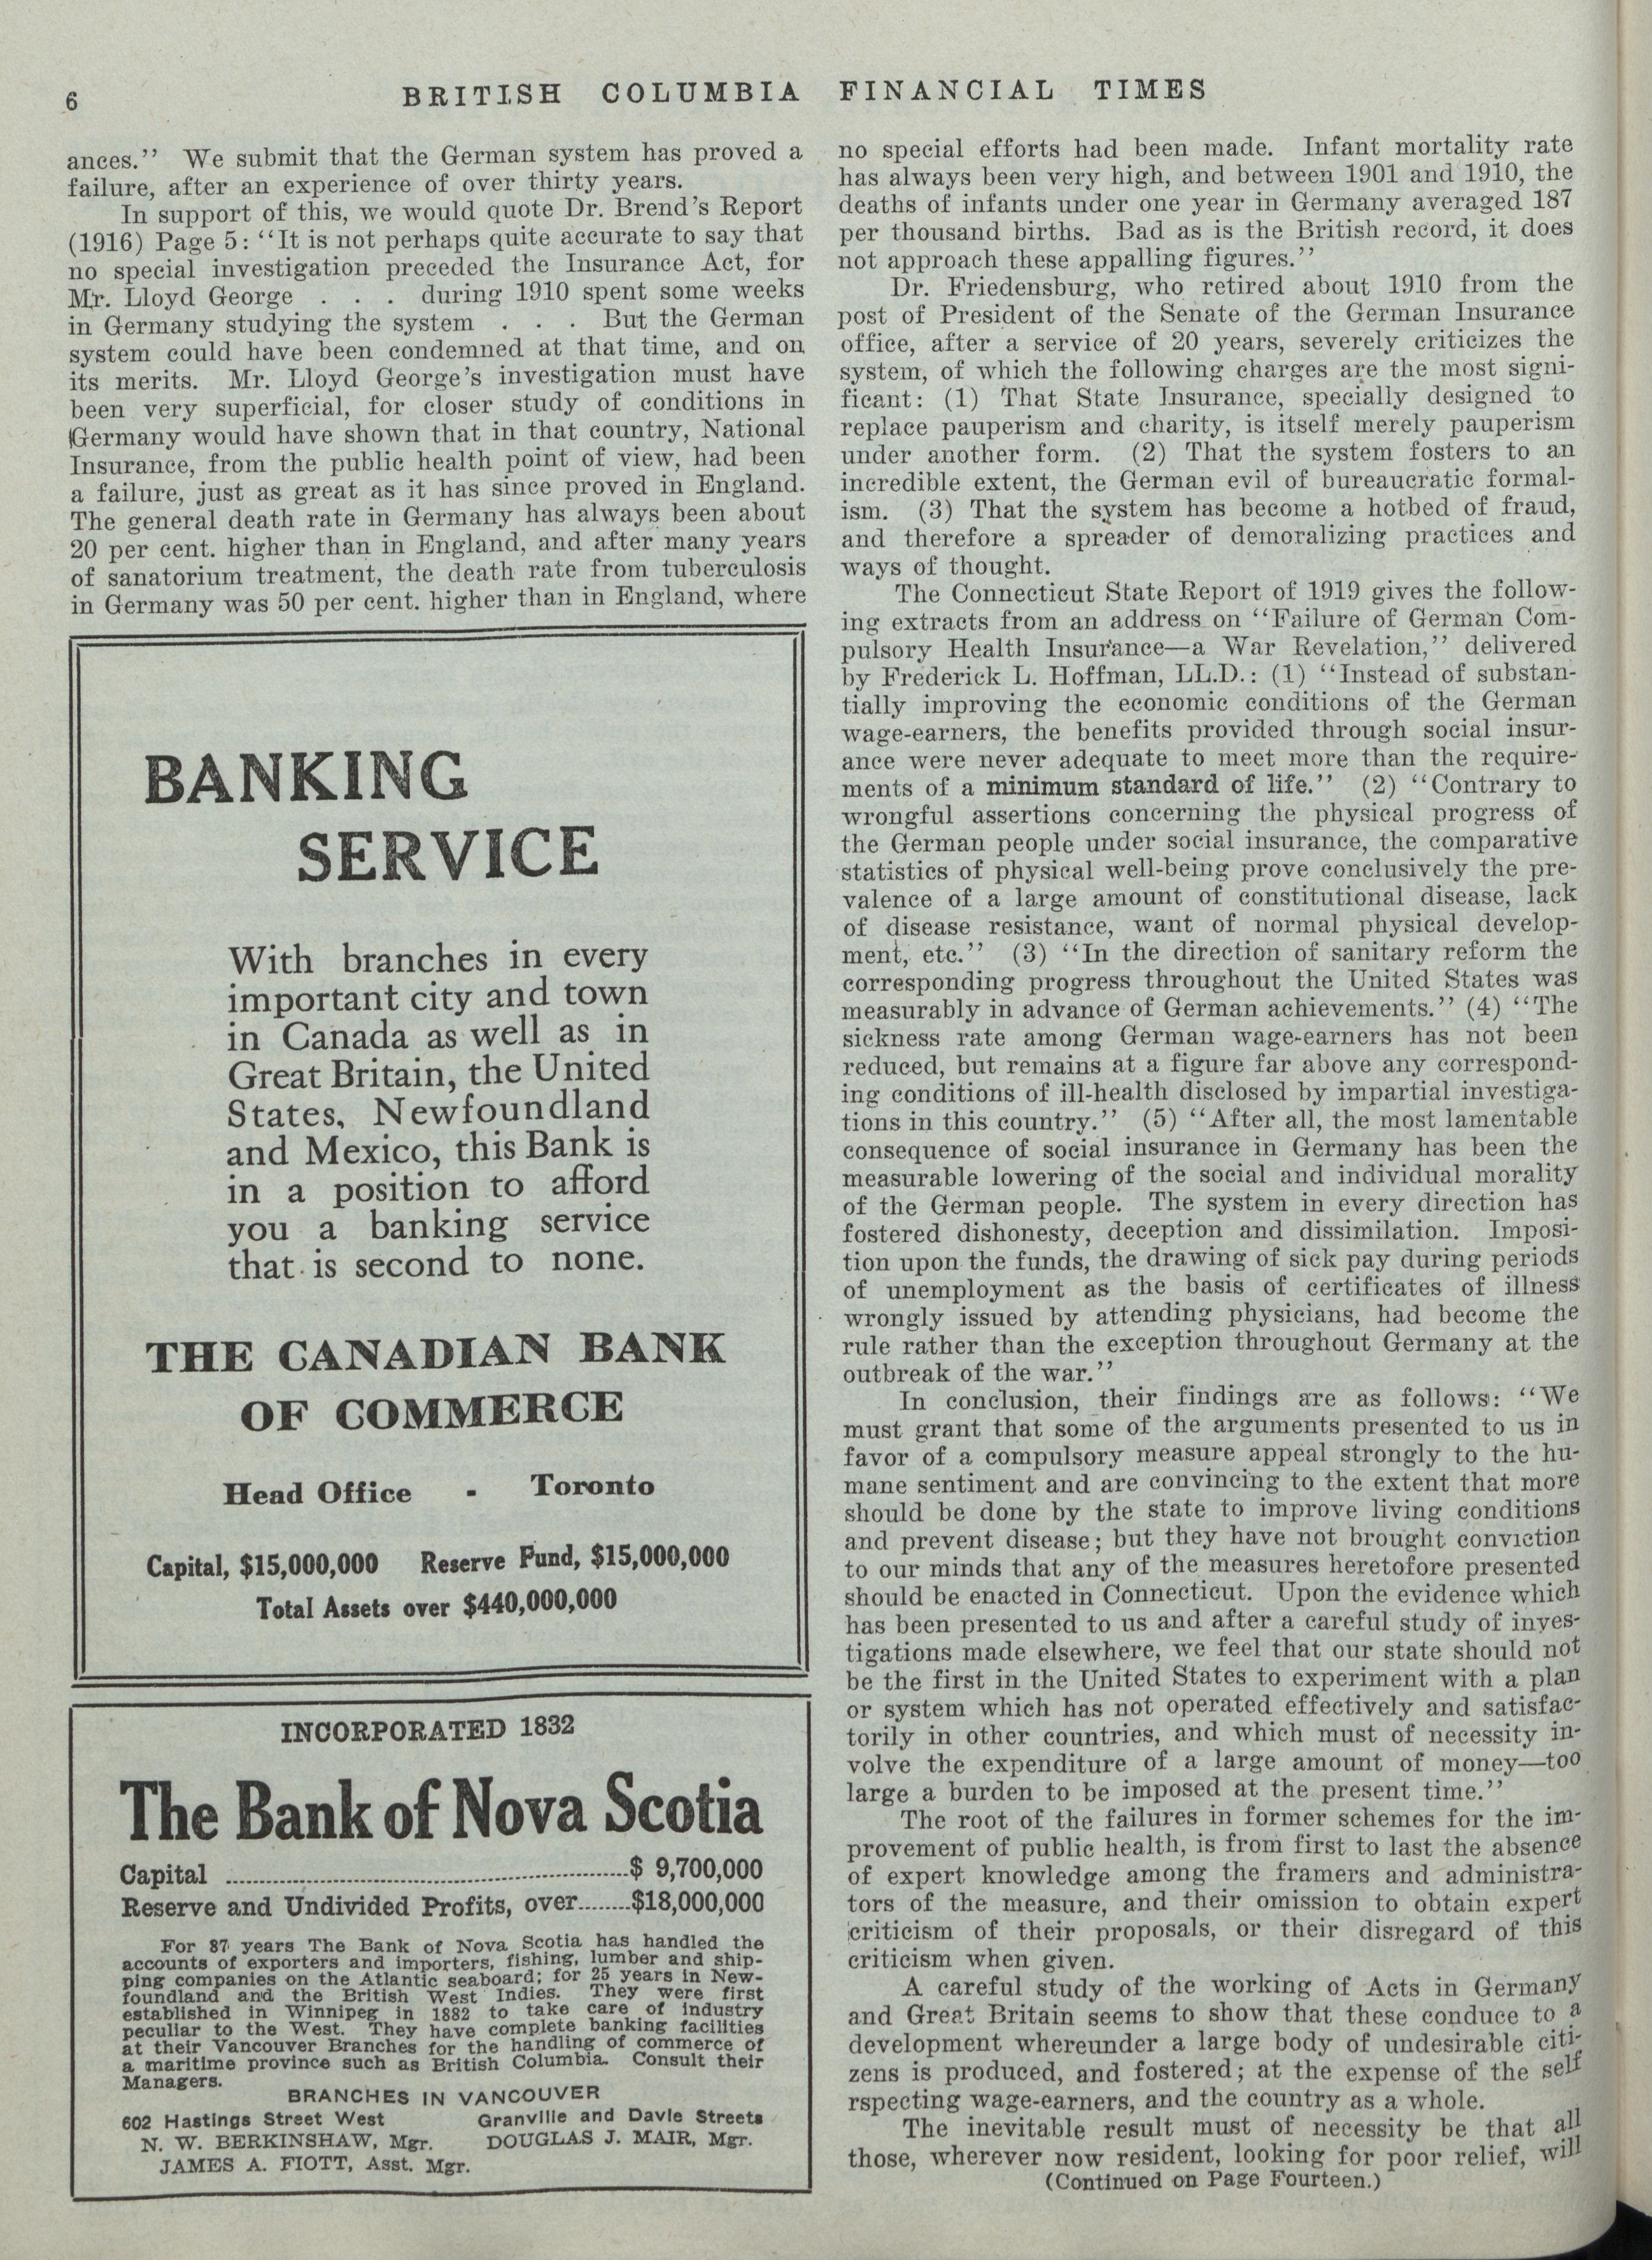 6
BRITISH COLUMBIA FINANCIAL TIMES
ances.'' We submit that the German system has proved a
failure, after an experience of over thirty years.
In support of this, we would quote Dr. Brend's Report
(1916) Page 5: ''It is not perhaps quite accurate to say that
no special investigation preceded the Insurance Act, for
Mr. Lloyd George . . . during 1910 spent some weeks
in Germany studying the system . . . But the German
system could have been condemned at that time, and on
its merits. Mr. Lloyd George's investigation must have
been very superficial, for closer study of conditions in
Germany would have shown that in that country, National
Insurance, from the public health point of view, had been
a failure, just as great as it has since proved in England.
The general death rate in Germany has always been about
20 per cent. higher than in England, and after many years
of sanatorium treatment, the death rate from tuberculosis
in Germany was 50 per cent. higher than in England, where
BANKING
SERVICE
With branches in every
important city and town
in Canada as well as in
Great Britain, the United
States, Newfoundland
and Mexico, this Bank is
in a position to afford
you a banking service
that is second to none.
THE CANADIAN BANK
OF COMMERCE
Head Office - Toronto
Capital, $15,000,000 Reserve Fund, $15,000,000
Total Assets over $440,000,000
INCORPORATED 1832
The Bank of Nova Scotia
Capital ........................................................$ 9,700,000
Reserve and Undivided Profits, over........$18,000,000
For 87 years The Bank of Nova Scotia has handled the
accounts of exporters and importers, fishing, lumber and ship-
ping companies on the Atlantic seaboard; for 25 years in New-
foundland and the British West Indies. They were first
established in Winnipeg in 1882 to take care of industry
peculiar to the West. They have complete banking facilities
at their Vancouver Branches for the handling of commerce of
a maritime province such as British Columbia. Consult their
Managers.
BRANCHES IN VANCOUVER
602 Hastings Street West Granville and Davie Streets
N. W. BERKINSHAW, Mgr. DOUGLAS J. MAIR, Mgr.
JAMES A. FIOTT, Asst. Mgr.
no special efforts had been made. Infant mortality rate
has always been very high, and between 1901 and 1910, the
deaths of infants under one year in Germany averaged 187
per thousand births. Bad as is the British record, it does
not approach these appalling figures.''
Dr. Friedensburg, who retired about 1910 from the
post of President of the Senate of the German Insurance
office, after a service of 20 years, severely criticizes the
system, of which the following charges are the most signi-
ficant: (1) That State Insurance, specially designed to
replace pauperism and charity, is itself merely pauperism
under another form. (2) That the system fosters to an
incredible extent, the German evil of bureaucratic formal-
ism. (3) That the system has become a hotbed of fraud,
and therefore a spreader of demoralizing practices and
ways of thought.
The Connecticut State Report of 1919 gives the follow-
ing extracts from an address on ''Failure of German Com-
pulsory Health Insurance—a War Revelation,'' delivered
by Frederick L. Hoffman, LL.D.: (1) ''Instead of substan-
tially improving the economic conditions of the German
wage-earners, the benefits provided through social insur-
ance were never adequate to meet more than the require-
ments of a minimum standard of life.'' (2) ''Contrary to
wrongful assertions concerning the physical progress of
the German people under social insurance, the comparative
statistics of physical well-being prove conclusively the pre-
valence of a large amount of constitutional disease, lack
of disease resistance, want of normal physical develop-
ment, etc.'' (3) ''In the direction of sanitary reform the
corresponding progress throughout the United States was
measurably in advance of German achievements.'' (4) ''The
sickness rate among German wage-earners has not been
reduced, but remains at a figure far above any correspond-
ing conditions of ill-health disclosed by impartial investiga-
tions in this country.'' (5) ''After all, the most lamentable
consequence of social insurance in Germany has been the
measurable lowering of the social and individual morality
of the German people. The system in every direction has
fostered dishonesty, deception and dissimilation. Imposi-
tion upon the funds, the drawing of sick pay during periods
of unemployment as the basis of certificates of illness
wrongly issued by attending physicians, had become the
rule rather than the exception throughout Germany at the
outbreak of the war.''
In conclusion, their findings are as follows: ''We
must grant that some of the arguments presented to us in
favor of a compulsory measure appeal strongly to the hu-
mane sentiment and are convincing to the extent that more
should be done by the state to improve living conditions
and prevent disease; but they have not brought conviction
to our minds that any of the measures heretofore presented
should be enacted in Connecticut. Upon the evidence which
has been presented to us and after a careful study of inves-
tigations made elsewhere, we feel that our state should not
be the first in the United States to experiment with a plan
or system which has not operated effectively and satisfac-
torily in other countries, and which must of necessity in-
volve the expenditure of a large amount of money—too
large a burden to be imposed at the present time.''
The root of the failures in former schemes for the im-
provement of public health, is from first to last the absence
of expert knowledge among the framers and administra-
tors of the measure, and their omission to obtain expert
criticism of their proposals, or their disregard of this
criticism when given.
A careful study of the working of Acts in Germany
and Great Britain seems to show that these conduce to a
development whereunder a large body of undesirable citi-
zens is produced, and fostered; at the expense of the self
rspecting wage-earners, and the country as a whole.
The inevitable result must of necessity be that all
those, wherever now resident, looking for poor relief, will
(Continued on Page Fourteen.)